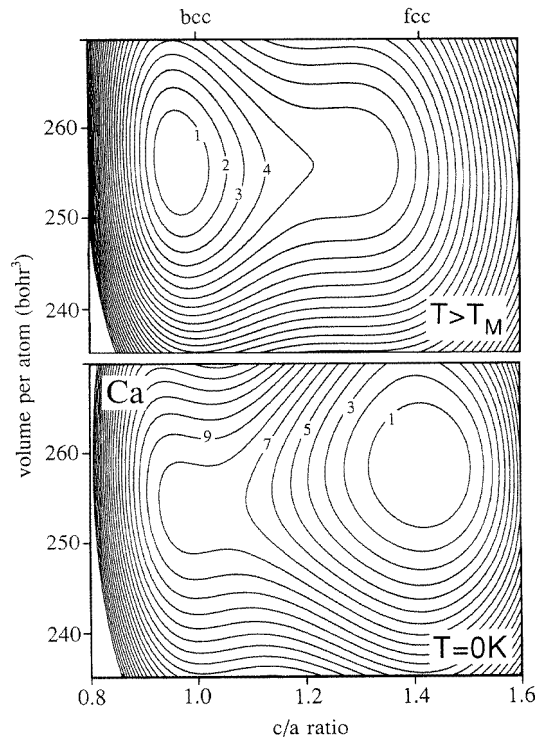 bcc fcc
260
250
240
1
2
3
4
T>T_M
volume per atom (bohr³)
Ca
260
250
240
9
7
5
3
1
T=0K
0.8 1.0 1.2 1.4 1.6
c/a ratio